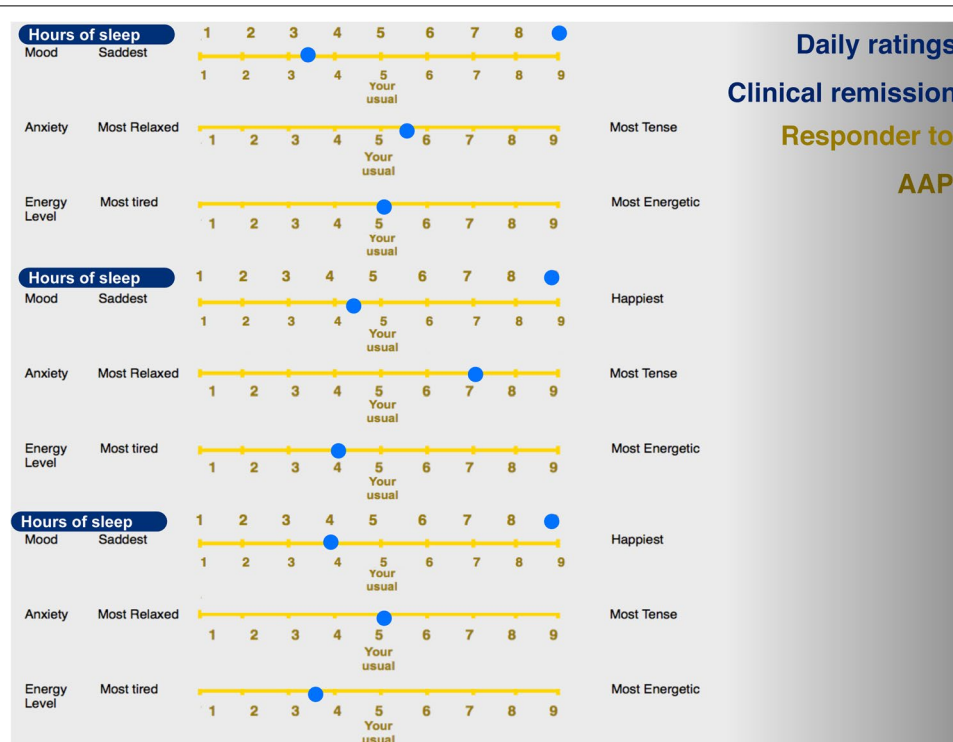 Hours of sleep 1 2 3 4 5 6 7 8
Mood Saddest
1 2 3 4 5 6 7 8 9
Your
usual
Anxiety Most Relaxed Most Tense
1 2 3 4 5 6 7 8 9
Your
usual
Energy Most tired Most Energetic
Level
1 2 3 4 5 6 7 8 9
Your
usual
Hours of sleep 1 2 3 4 5 6 7 8
Mood Saddest Happiest
1 2 3 4 5 6 7 8 9
Your
usual
Anxiety Most Relaxed Most Tense
1 2 3 4 5 6 7 8 9
Your
usual
Energy Most tired Most Energetic
Level
1 2 3 4 5 6 7 8 9
Your
usual
Hours of sleep 1 2 3 4 5 6 7 8
Mood Saddest Happiest
1 2 3 4 5 6 7 8 9
Your
usual
Anxiety Most Relaxed Most Tense
1 2 3 4 5 6 7 8 9
Your
usual
Energy Most tired Most Energetic
Level
1 2 3 4 5 6 7 8 9
Your
usual
Daily ratings
Clinical remission
Responder to
AAP